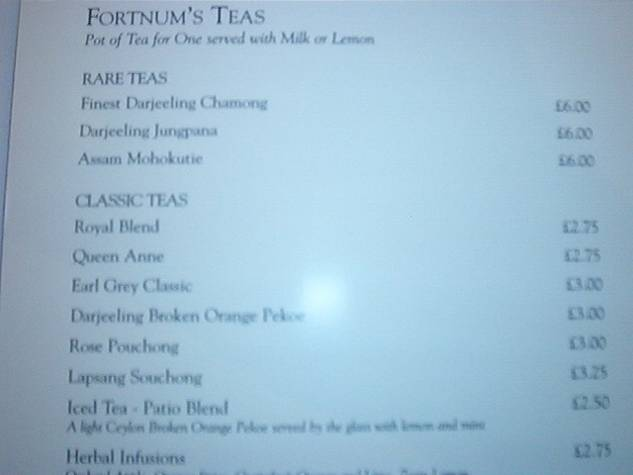 FORTNUM'S TEAS
Pot of Tea for One served with Milk or Lemon
RARE TEAS
Finest Darjeeling Chamong £6.00
Darjeeling Jungpana £6.00
Assam Mohokutie £6.00
CLASSIC TEAS
Royal Blend £2.75
Queen Anne £2.75
Earl Grey Classic £3.00
Darjeeling Broken Orange Pekoe £3.00
Rose Pouchong £3.00
Lapsang Souchong £3.25
Iced Tea - Patio Blend £2.50
A light Ceylon Broken Orange Pekoe served by the glass with lemon and mint
Herbal Infusions £2.75